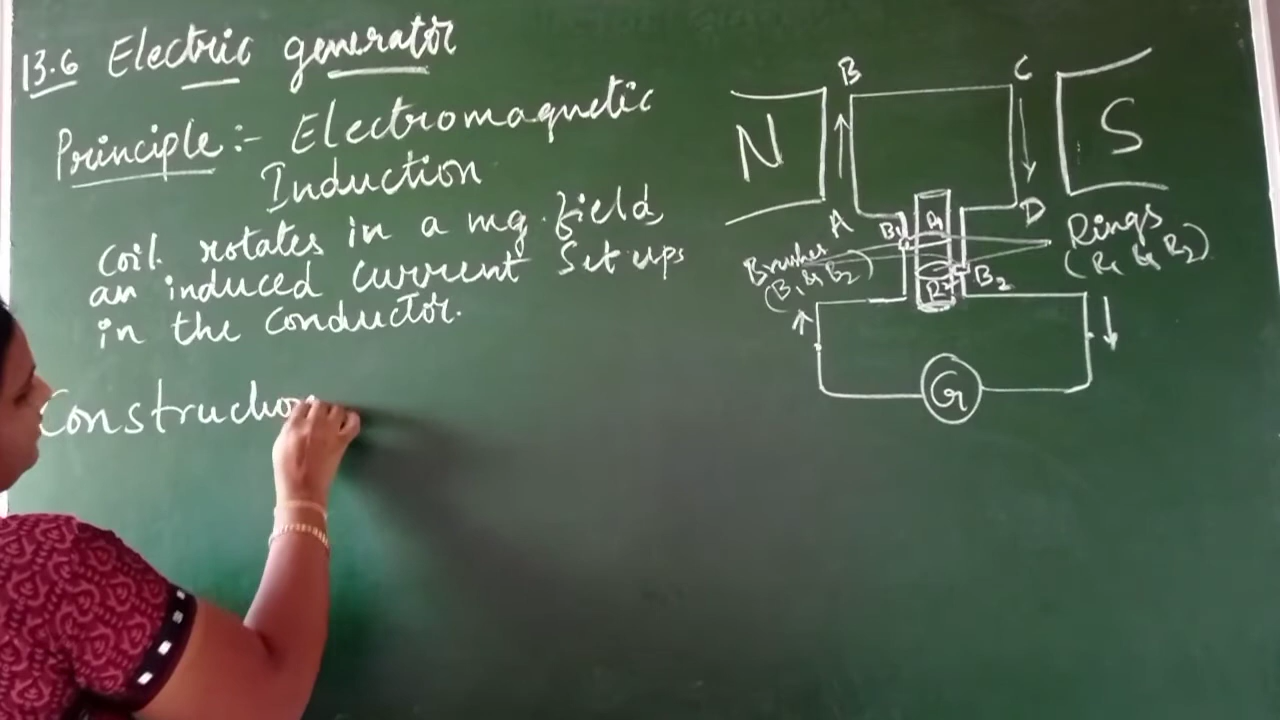 13.6 Electric generator
Principle :- Electromagnetic
Induction
coil rotates in a mg. field,
an induced current Set ups
in the conductor.
Construction
B
C
N
S
A
D
B1
R1
Brushes
(B1 & B2)
R2
B2
Rings
(R1 & R2)
G